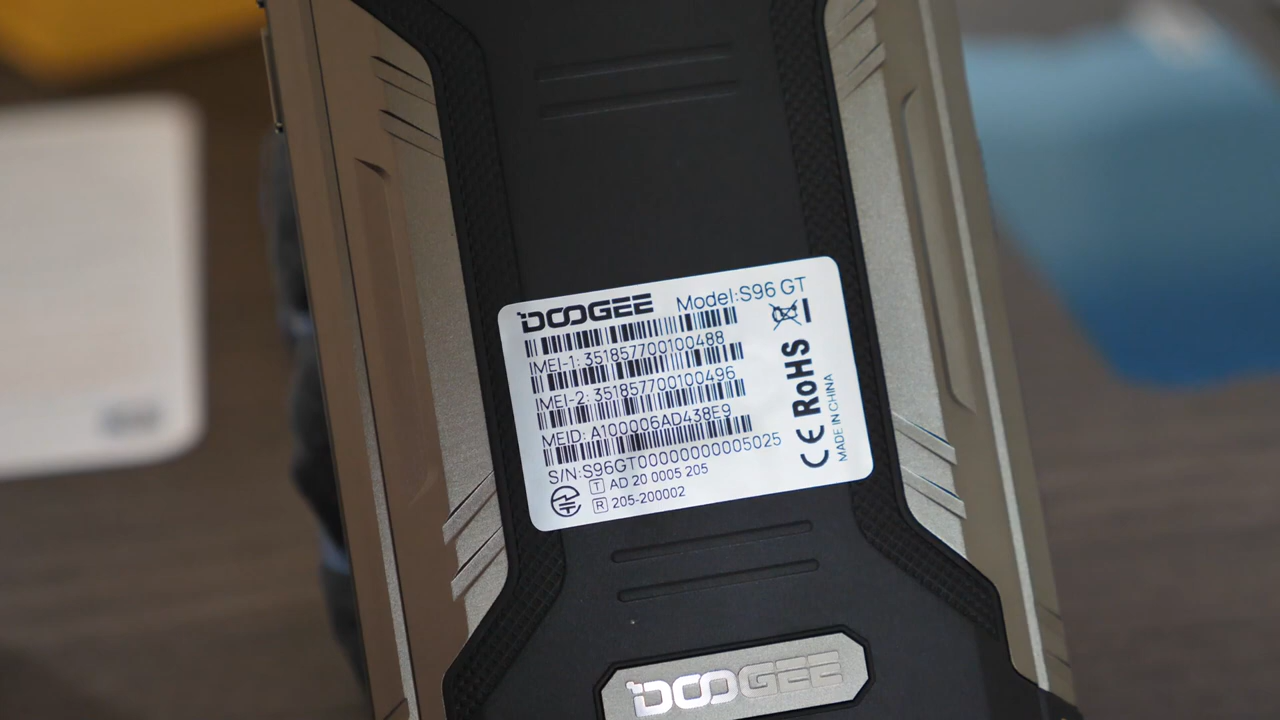 DOOGEE Model:S96 GT
IMEI-1: 351857700100488
IMEI-2: 351857700100496
MEID: A100006AD438E9
S/N:S96GT00000000005025
T AD 20 0005 205
R 205-200002
CE RoHS
MADE IN CHINA
DOOGEE